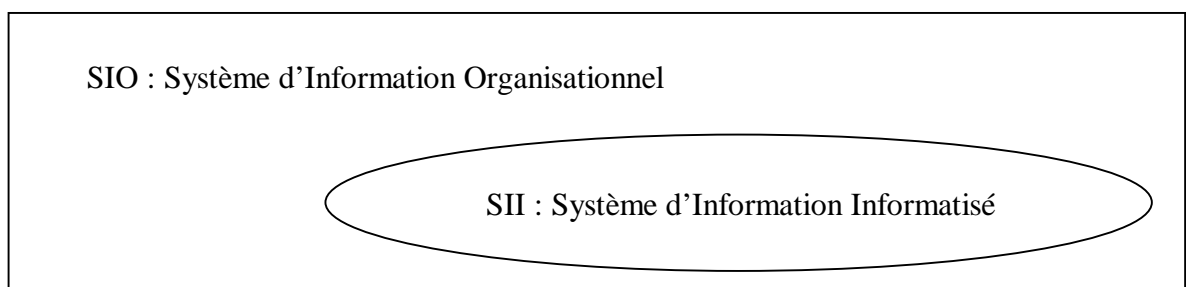 SIO : Système d’Information Organisationnel
SII : Système d’Information Informatisé